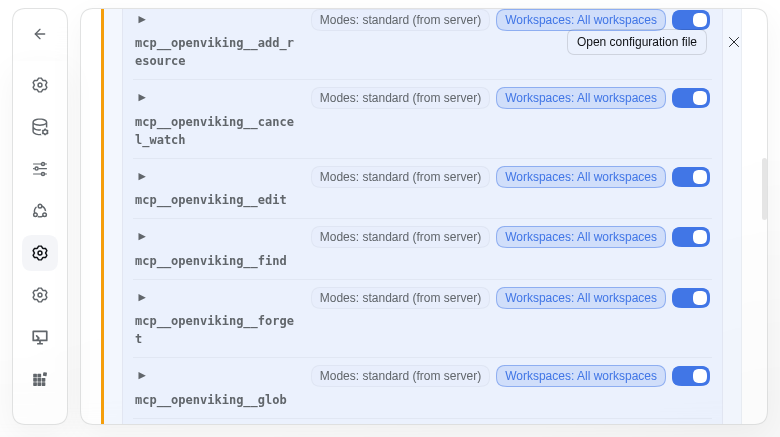 ▶ Modes: standard (from server) Workspaces: All workspaces
mcp__openviking__add_r
esource
Open configuration file
▶ Modes: standard (from server) Workspaces: All workspaces
mcp__openviking__cance
l_watch
▶ Modes: standard (from server) Workspaces: All workspaces
mcp__openviking__edit
▶ Modes: standard (from server) Workspaces: All workspaces
mcp__openviking__find
▶ Modes: standard (from server) Workspaces: All workspaces
mcp__openviking__forge
t
▶ Modes: standard (from server) Workspaces: All workspaces
mcp__openviking__glob